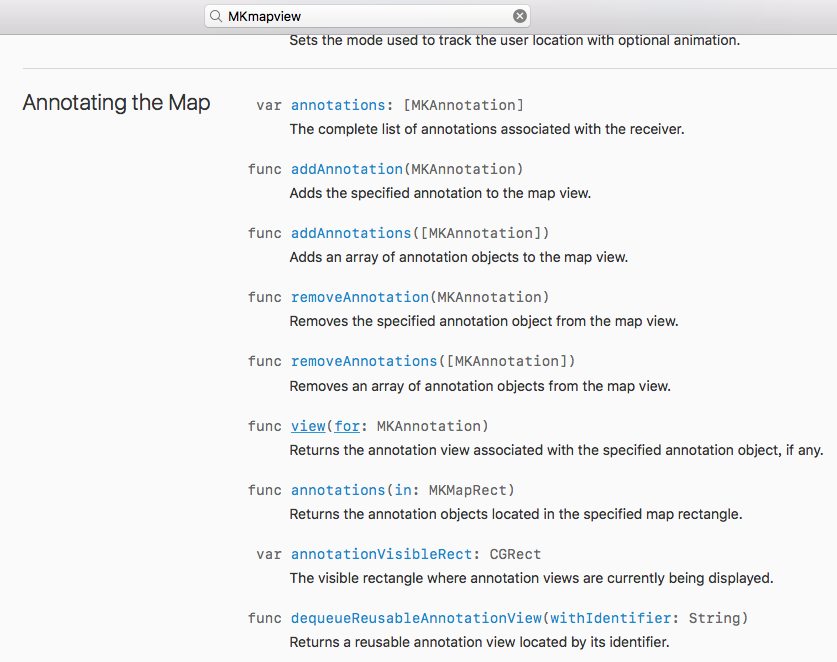 MKmapview
Sets the mode used to track the user location with optional animation.
Annotating the Map
var annotations: [MKAnnotation]
The complete list of annotations associated with the receiver.
func addAnnotation(MKAnnotation)
Adds the specified annotation to the map view.
func addAnnotations([MKAnnotation])
Adds an array of annotation objects to the map view.
func removeAnnotation(MKAnnotation)
Removes the specified annotation object from the map view.
func removeAnnotations([MKAnnotation])
Removes an array of annotation objects from the map view.
func view(for: MKAnnotation)
Returns the annotation view associated with the specified annotation object, if any.
func annotations(in: MKMapRect)
Returns the annotation objects located in the specified map rectangle.
var annotationVisibleRect: CGRect
The visible rectangle where annotation views are currently being displayed.
func dequeueReusableAnnotationView(withIdentifier: String)
Returns a reusable annotation view located by its identifier.